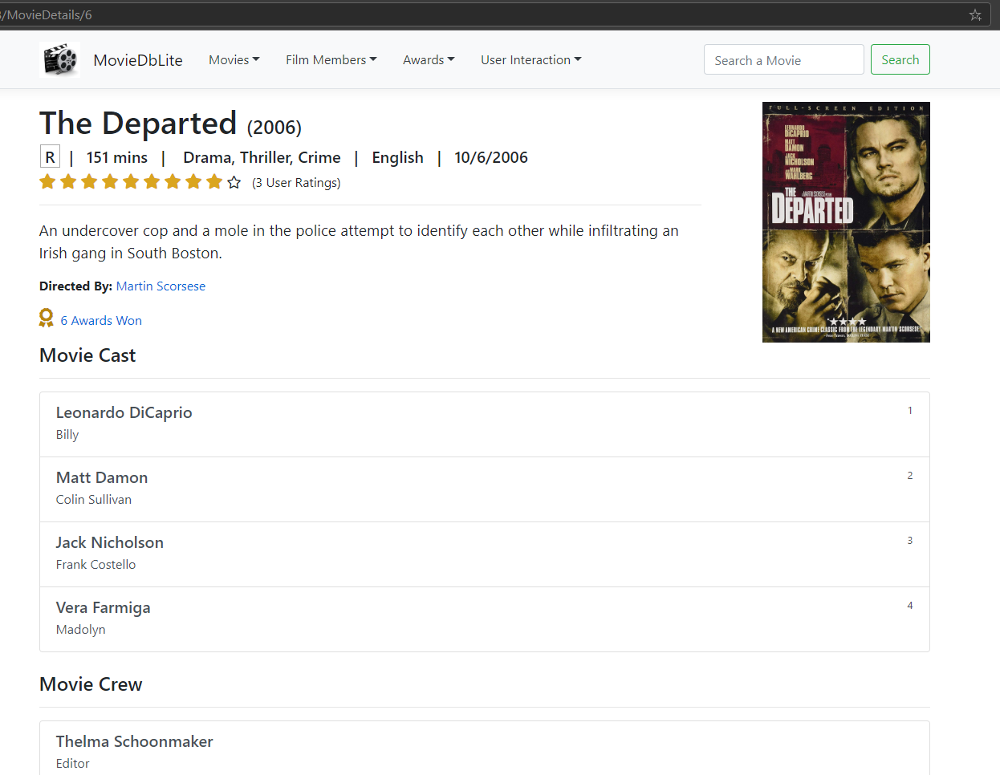 /MovieDetails/6
MovieDbLite
Movies
Film Members
Awards
User Interaction
Search a Movie
Search
The Departed (2006)
R | 151 mins | Drama, Thriller, Crime | English | 10/6/2006
(3 User Ratings)
An undercover cop and a mole in the police attempt to identify each other while infiltrating an
Irish gang in South Boston.
Directed By: Martin Scorsese
6 Awards Won
FULL-SCREEN EDITION
LEONARDO
DICAPRIO
MATT
DAMON
JACK
NICHOLSON
AND MARK
WAHLBERG
THE
DEPARTED
A NEW AMERICAN CRIME CLASSIC FROM THE LEGENDARY MARTIN SCORSESE.
Movie Cast
Leonardo DiCaprio 1
Billy
Matt Damon 2
Colin Sullivan
Jack Nicholson 3
Frank Costello
Vera Farmiga 4
Madolyn
Movie Crew
Thelma Schoonmaker
Editor